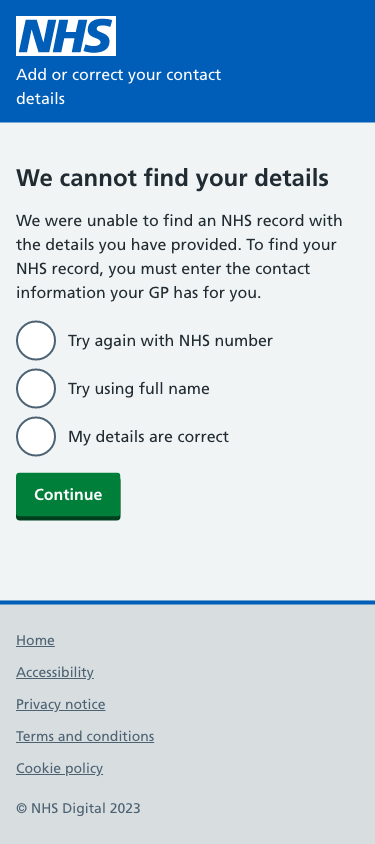 NHS
Add or correct your contact
details
We cannot find your details
We were unable to find an NHS record with
the details you have provided. To find your
NHS record, you must enter the contact
information your GP has for you.
Try again with NHS number
Try using full name
My details are correct
Continue
Home
Accessibility
Privacy notice
Terms and conditions
Cookie policy
© NHS Digital 2023